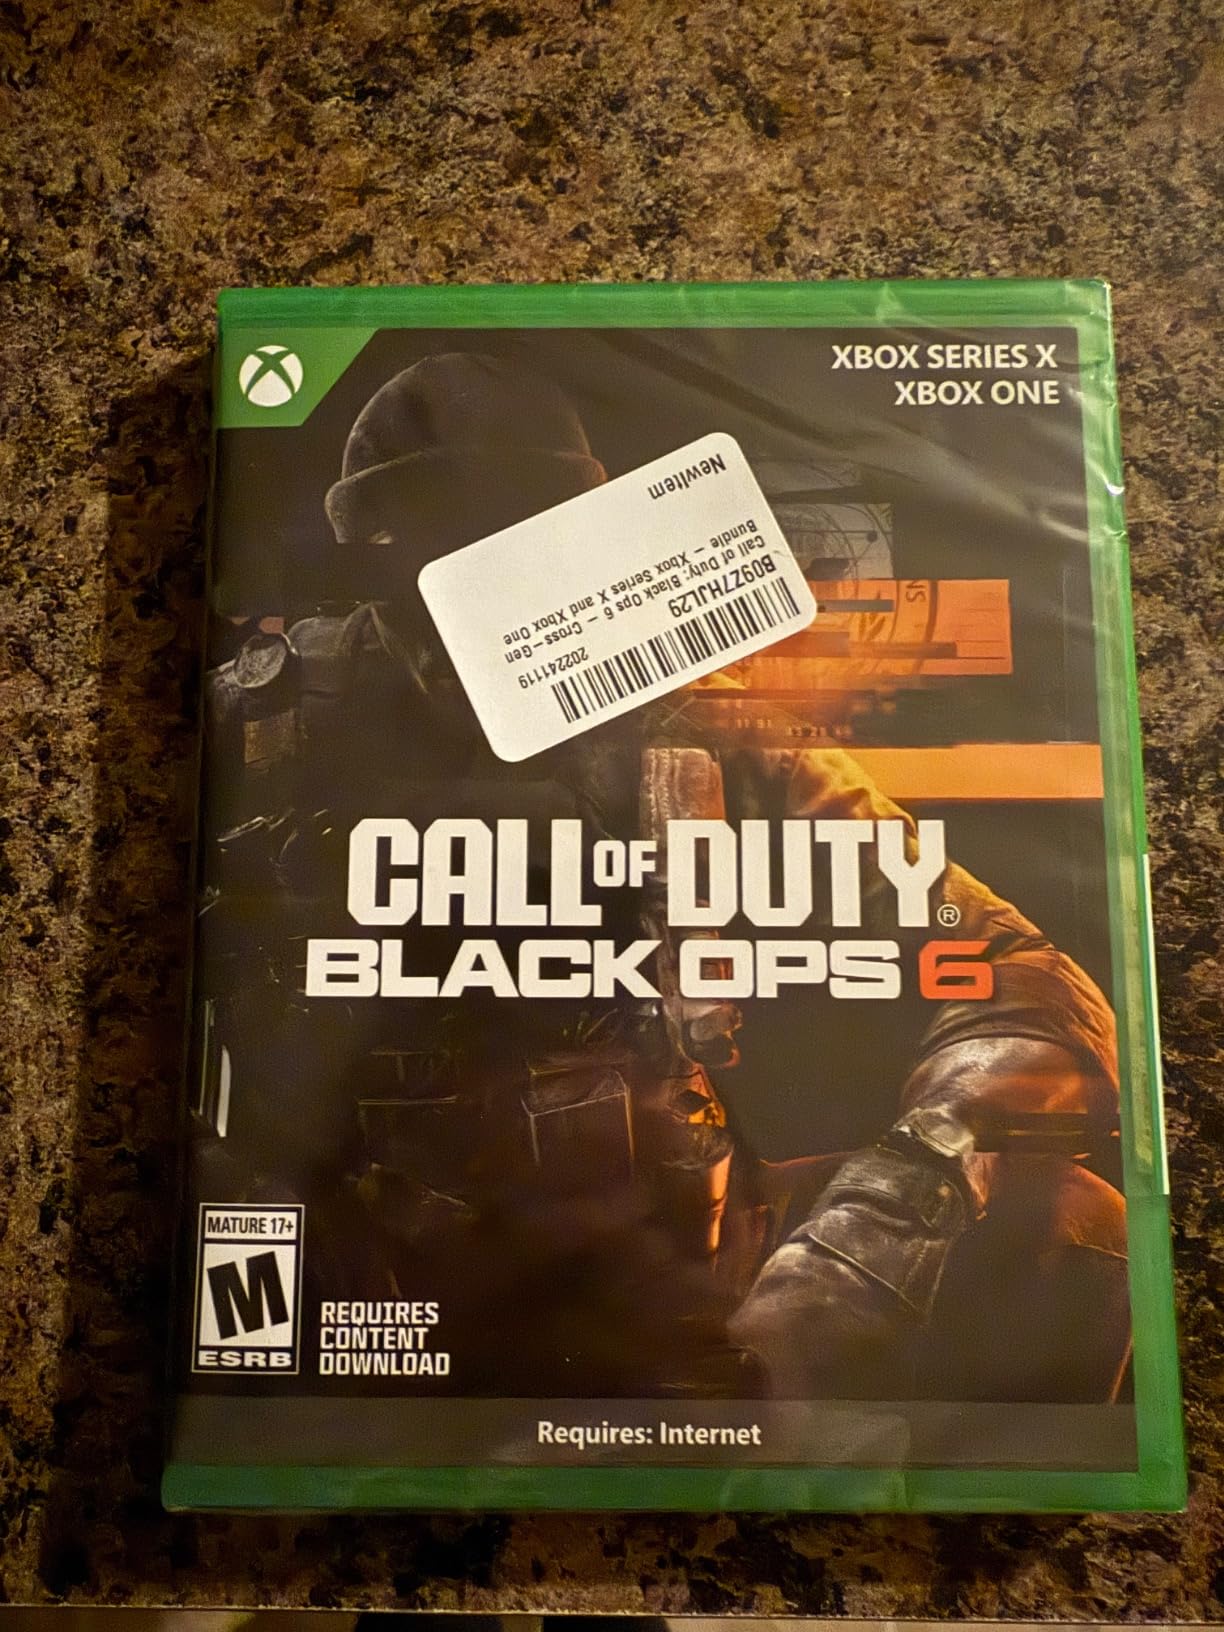 XBOX SERIES X
XBOX ONE
B09Z7HJL29
202241119
Call of Duty: Black Ops 6 – Cross-Gen
Bundle – Xbox Series X and Xbox One
NewItem
CALL OF DUTY®
BLACK OPS 6
MATURE 17+
M
ESRB
REQUIRES
CONTENT
DOWNLOAD
Requires: Internet